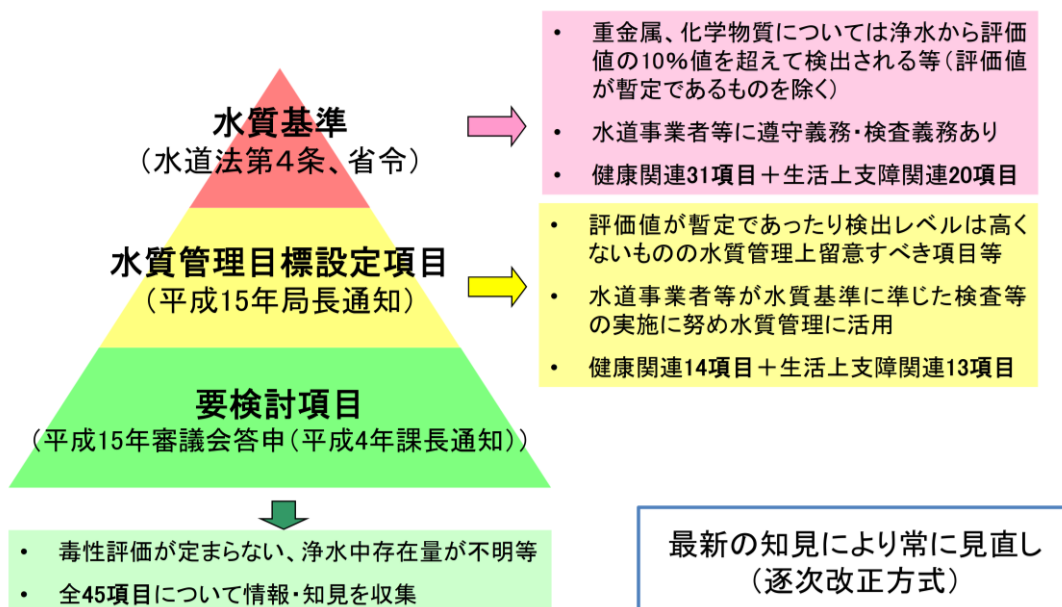 水質基準
（水道法第４条、省令）
水質管理目標設定項目
（平成15年局長通知）
要検討項目
（平成15年審議会答申（平成4年課長通知））
• 重金属、化学物質については浄水から評価
値の10％値を超えて検出される等（評価値
が暫定であるものを除く）
• 水道事業者等に遵守義務・検査義務あり
• 健康関連31項目＋生活上支障関連20項目
• 評価値が暫定であったり検出レベルは高く
ないものの水質管理上留意すべき項目等
• 水道事業者等が水質基準に準じた検査等
の実施に努め水質管理に活用
• 健康関連14項目＋生活上支障関連13項目
• 毒性評価が定まらない、浄水中存在量が不明等
• 全45項目について情報・知見を収集
最新の知見により常に見直し
（逐次改正方式）